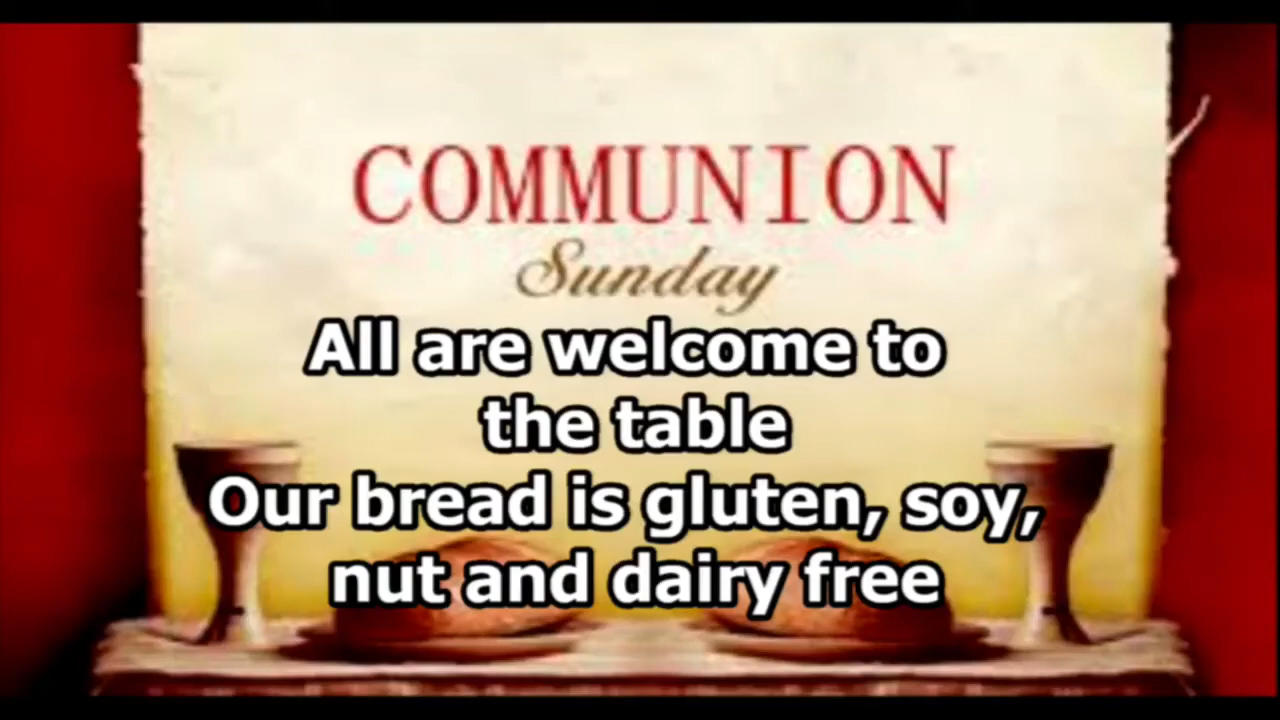 COMMUNION
Sunday
All are welcome to
the table
Our bread is gluten, soy,
nut and dairy free